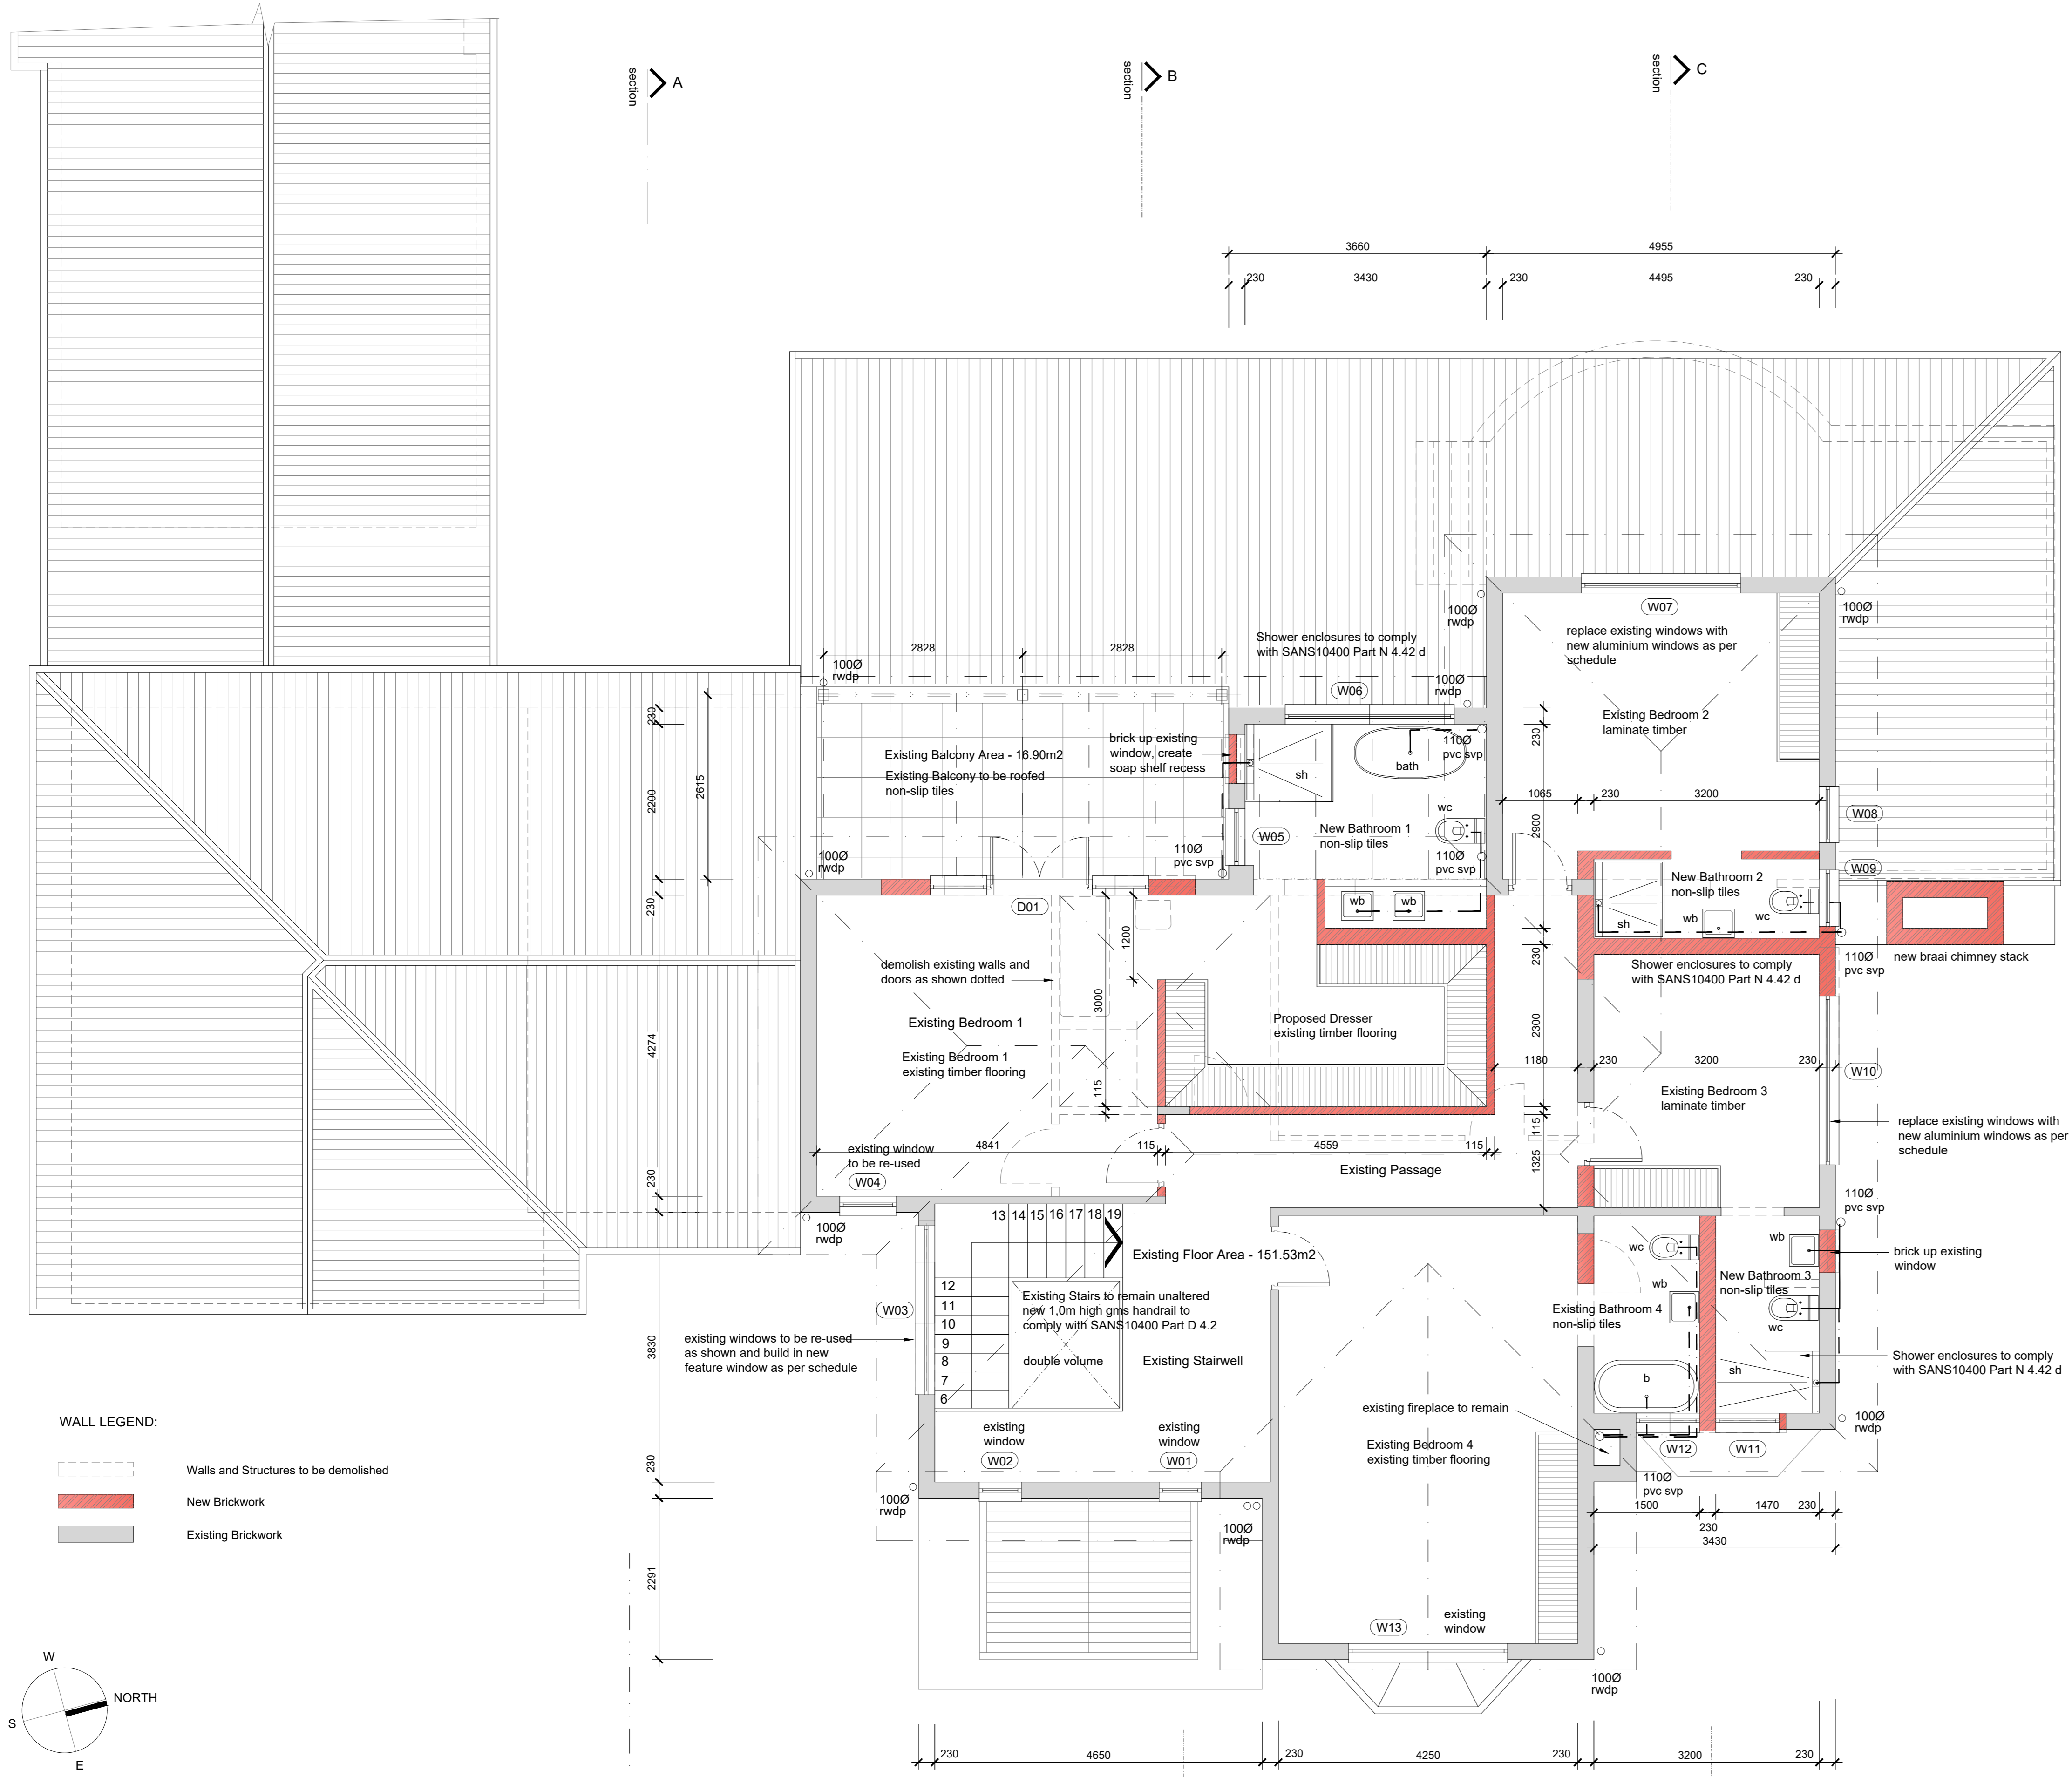 section
A
section
B
section
C
3660
4955
230
3430
230
4495
230
100Ø
rwdp
W07
replace existing windows with
new aluminium windows as per
schedule
100Ø
rwdp
Shower enclosures to comply
with SANS10400 Part N 4.42 d
2828
2828
100Ø
rwdp
100Ø
rwdp
W06
230
2200
2615
230
Existing Balcony Area - 16.90m2
Existing Balcony to be roofed
non-slip tiles
brick up existing
window, create
soap shelf recess
sh
bath
110Ø
pvc svp
230
Existing Bedroom 2
laminate timber
1065
230
3200
W08
wc
W05
New Bathroom 1
non-slip tiles
2900
110Ø
pvc svp
110Ø
pvc svp
100Ø
rwdp
W09
New Bathroom 2
non-slip tiles
wb
wb
sh
wb
wc
D01
1200
230
demolish existing walls and
doors as shown dotted
3000
Shower enclosures to comply
with SANS10400 Part N 4.42 d
110Ø
pvc svp
new braai chimney stack
Existing Bedroom 1
Existing Bedroom 1
existing timber flooring
4274
115
Proposed Dresser
existing timber flooring
2300
1180
230
3200
230
W10
Existing Bedroom 3
laminate timber
115
1325
replace existing windows with
new aluminium windows as per
schedule
4841
115
4559
115
existing window
to be re-used
W04
230
Existing Passage
110Ø
pvc svp
100Ø
rwdp
13
14
15
16
17
18
19
Existing Floor Area - 151.53m2
wc
wb
brick up existing
window
New Bathroom 3
non-slip tiles
12
11
10
9
8
7
6
Existing Stairs to remain unaltered
new 1,0m high gms handrail to
comply with SANS10400 Part D 4.2
double volume
Existing Stairwell
W03
existing windows to be re-used
as shown and build in new
feature window as per schedule
3830
wb
Existing Bathroom 4
non-slip tiles
wc
Shower enclosures to comply
with SANS10400 Part N 4.42 d
b
sh
existing fireplace to remain
100Ø
rwdp
WALL LEGEND:
Walls and Structures to be demolished
New Brickwork
Existing Brickwork
existing
window
W02
existing
window
W01
Existing Bedroom 4
existing timber flooring
W12
W11
230
110Ø
pvc svp
100Ø
rwdp
100Ø
rwdp
1500
1470
230
230
3430
2291
existing
window
W13
100Ø
rwdp
W
NORTH
S
E
230
4650
230
4250
230
3200
230